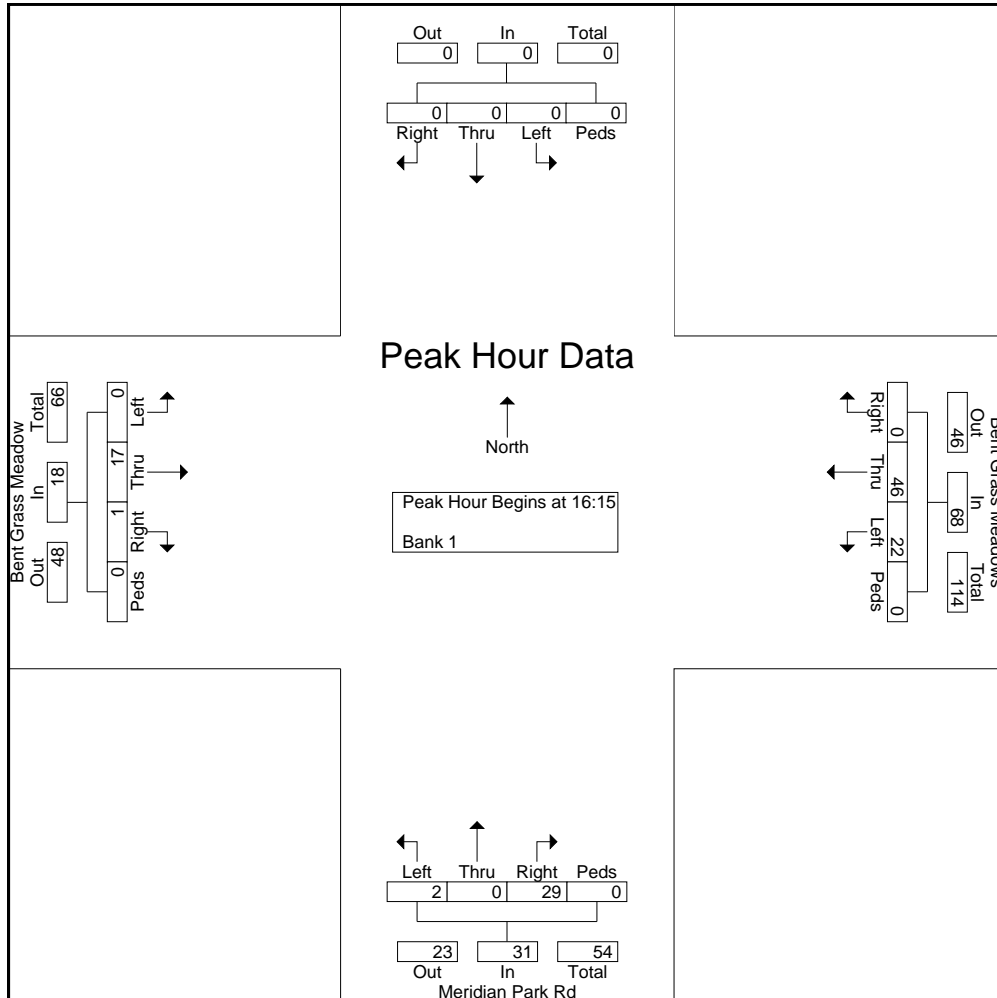 Out In Total
0 0 0
0 0 0 0
Right Thru Left Peds
Peak Hour Data
North
Peak Hour Begins at 16:15
Bank 1
Bent Grass Meadow
Total In Out
66 18 48
0 17 1 0
Left Thru Right Peds
Right Thru Left Peds
0 46 22 0
46 68 114
Out In Total
Bent Grass Meadows
Left Thru Right Peds
2 0 29 0
23 31 54
Out In Total
Meridian Park Rd